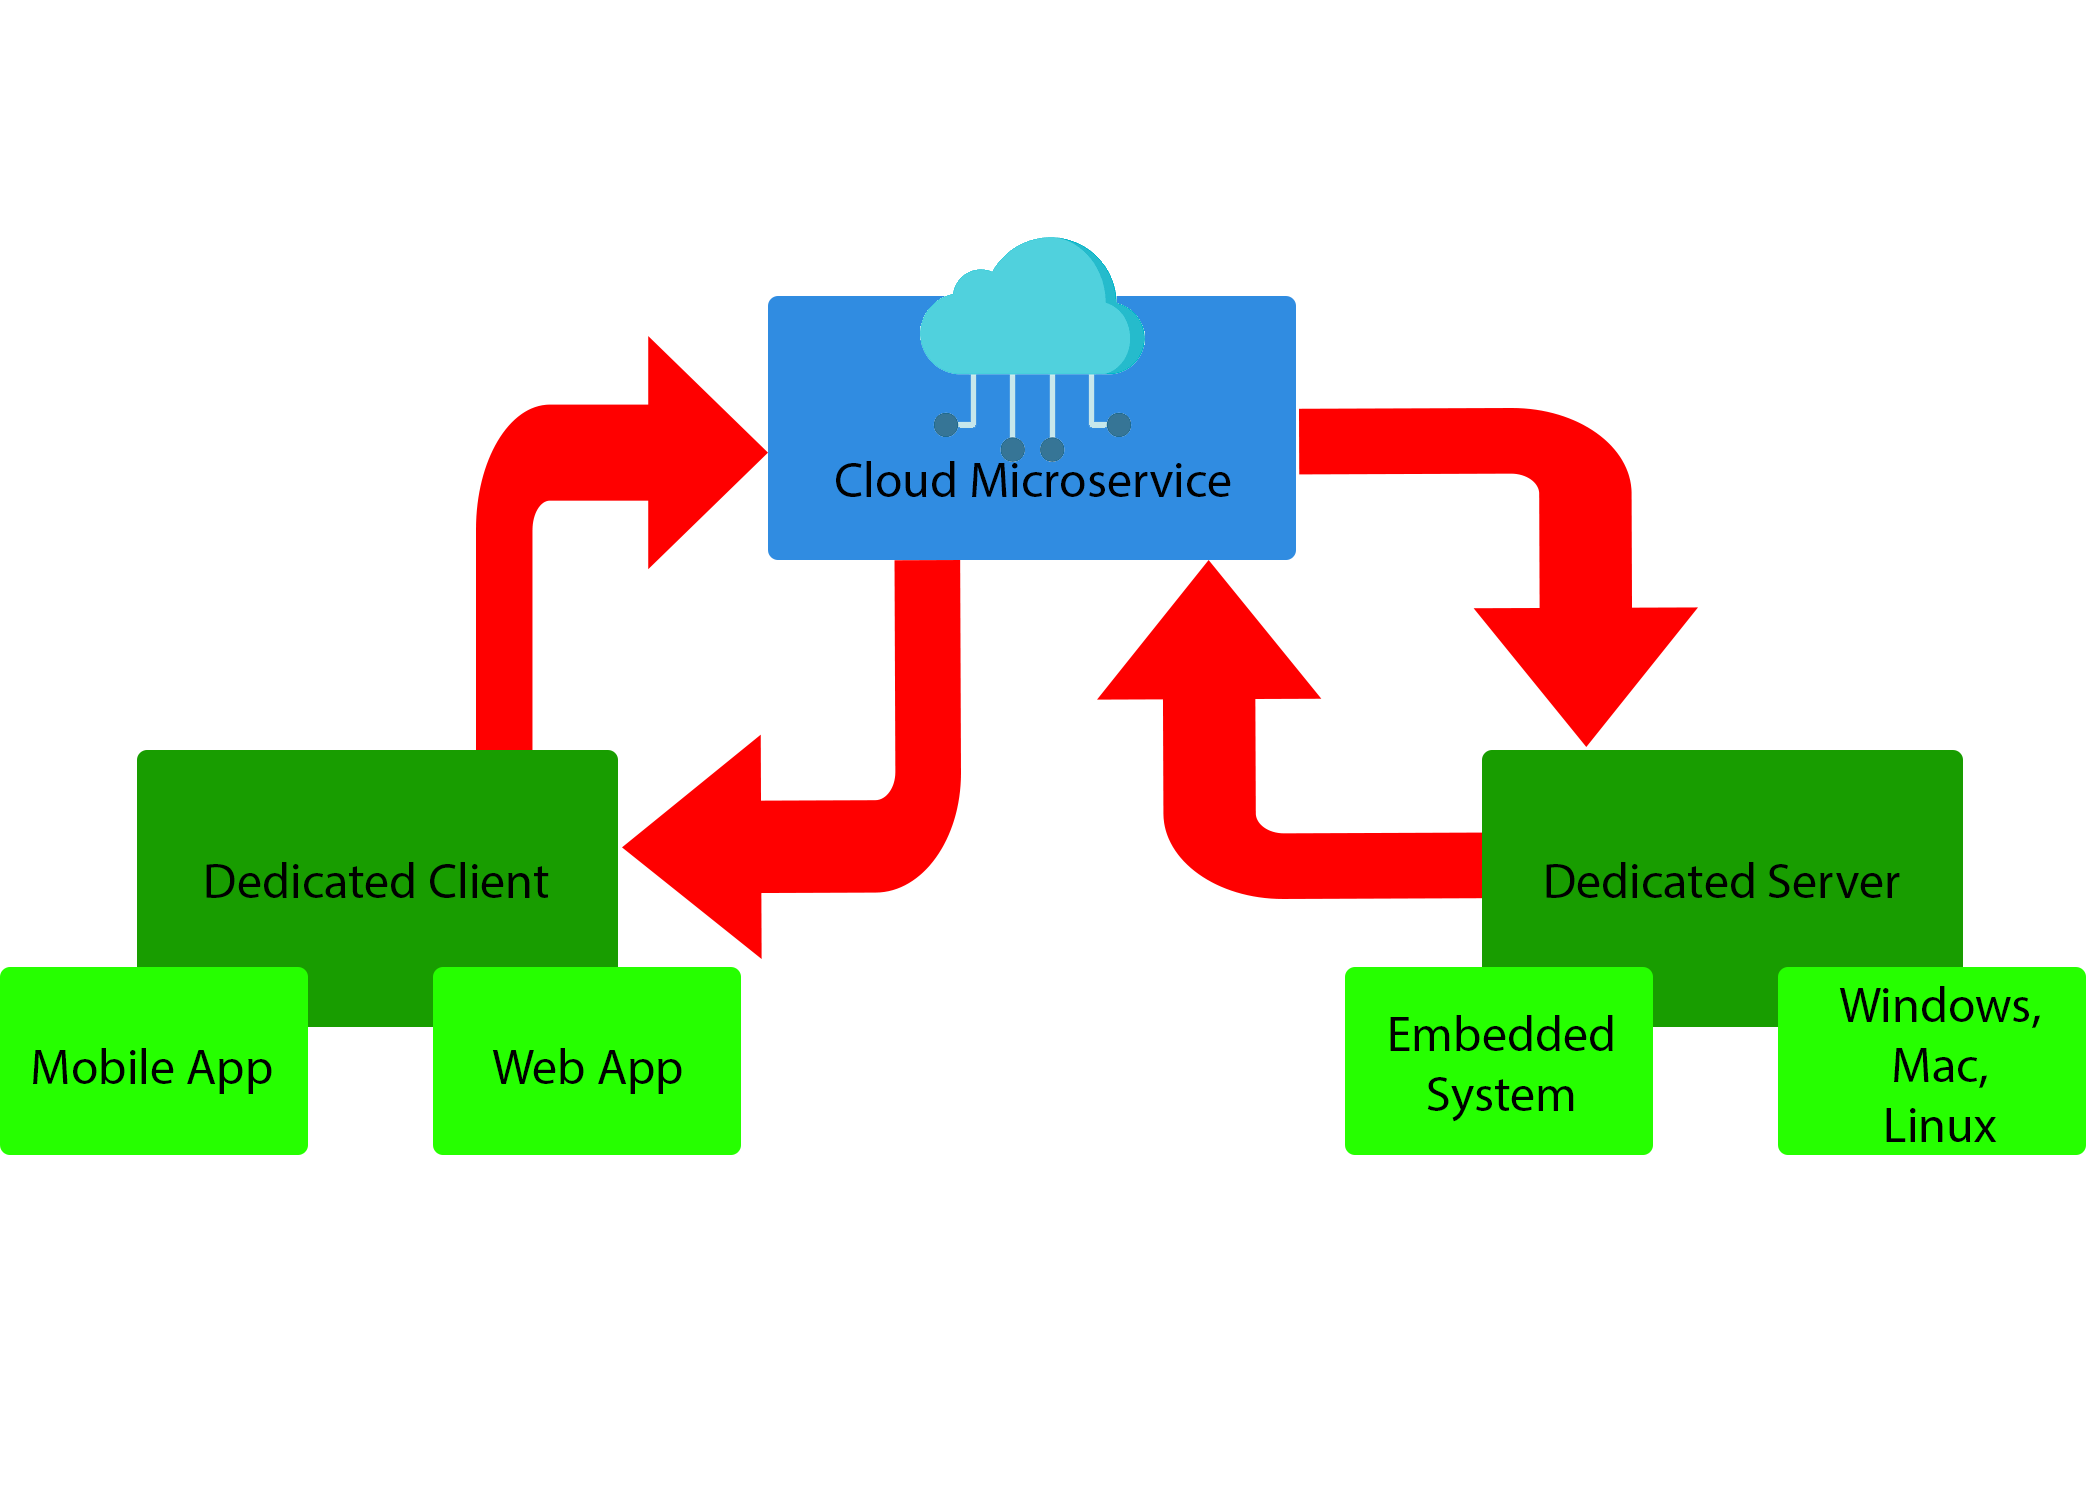 Cloud Microservice
Dedicated Client
Dedicated Server
Mobile App
Web App
Embedded
System
Windows,
Mac,
Linux